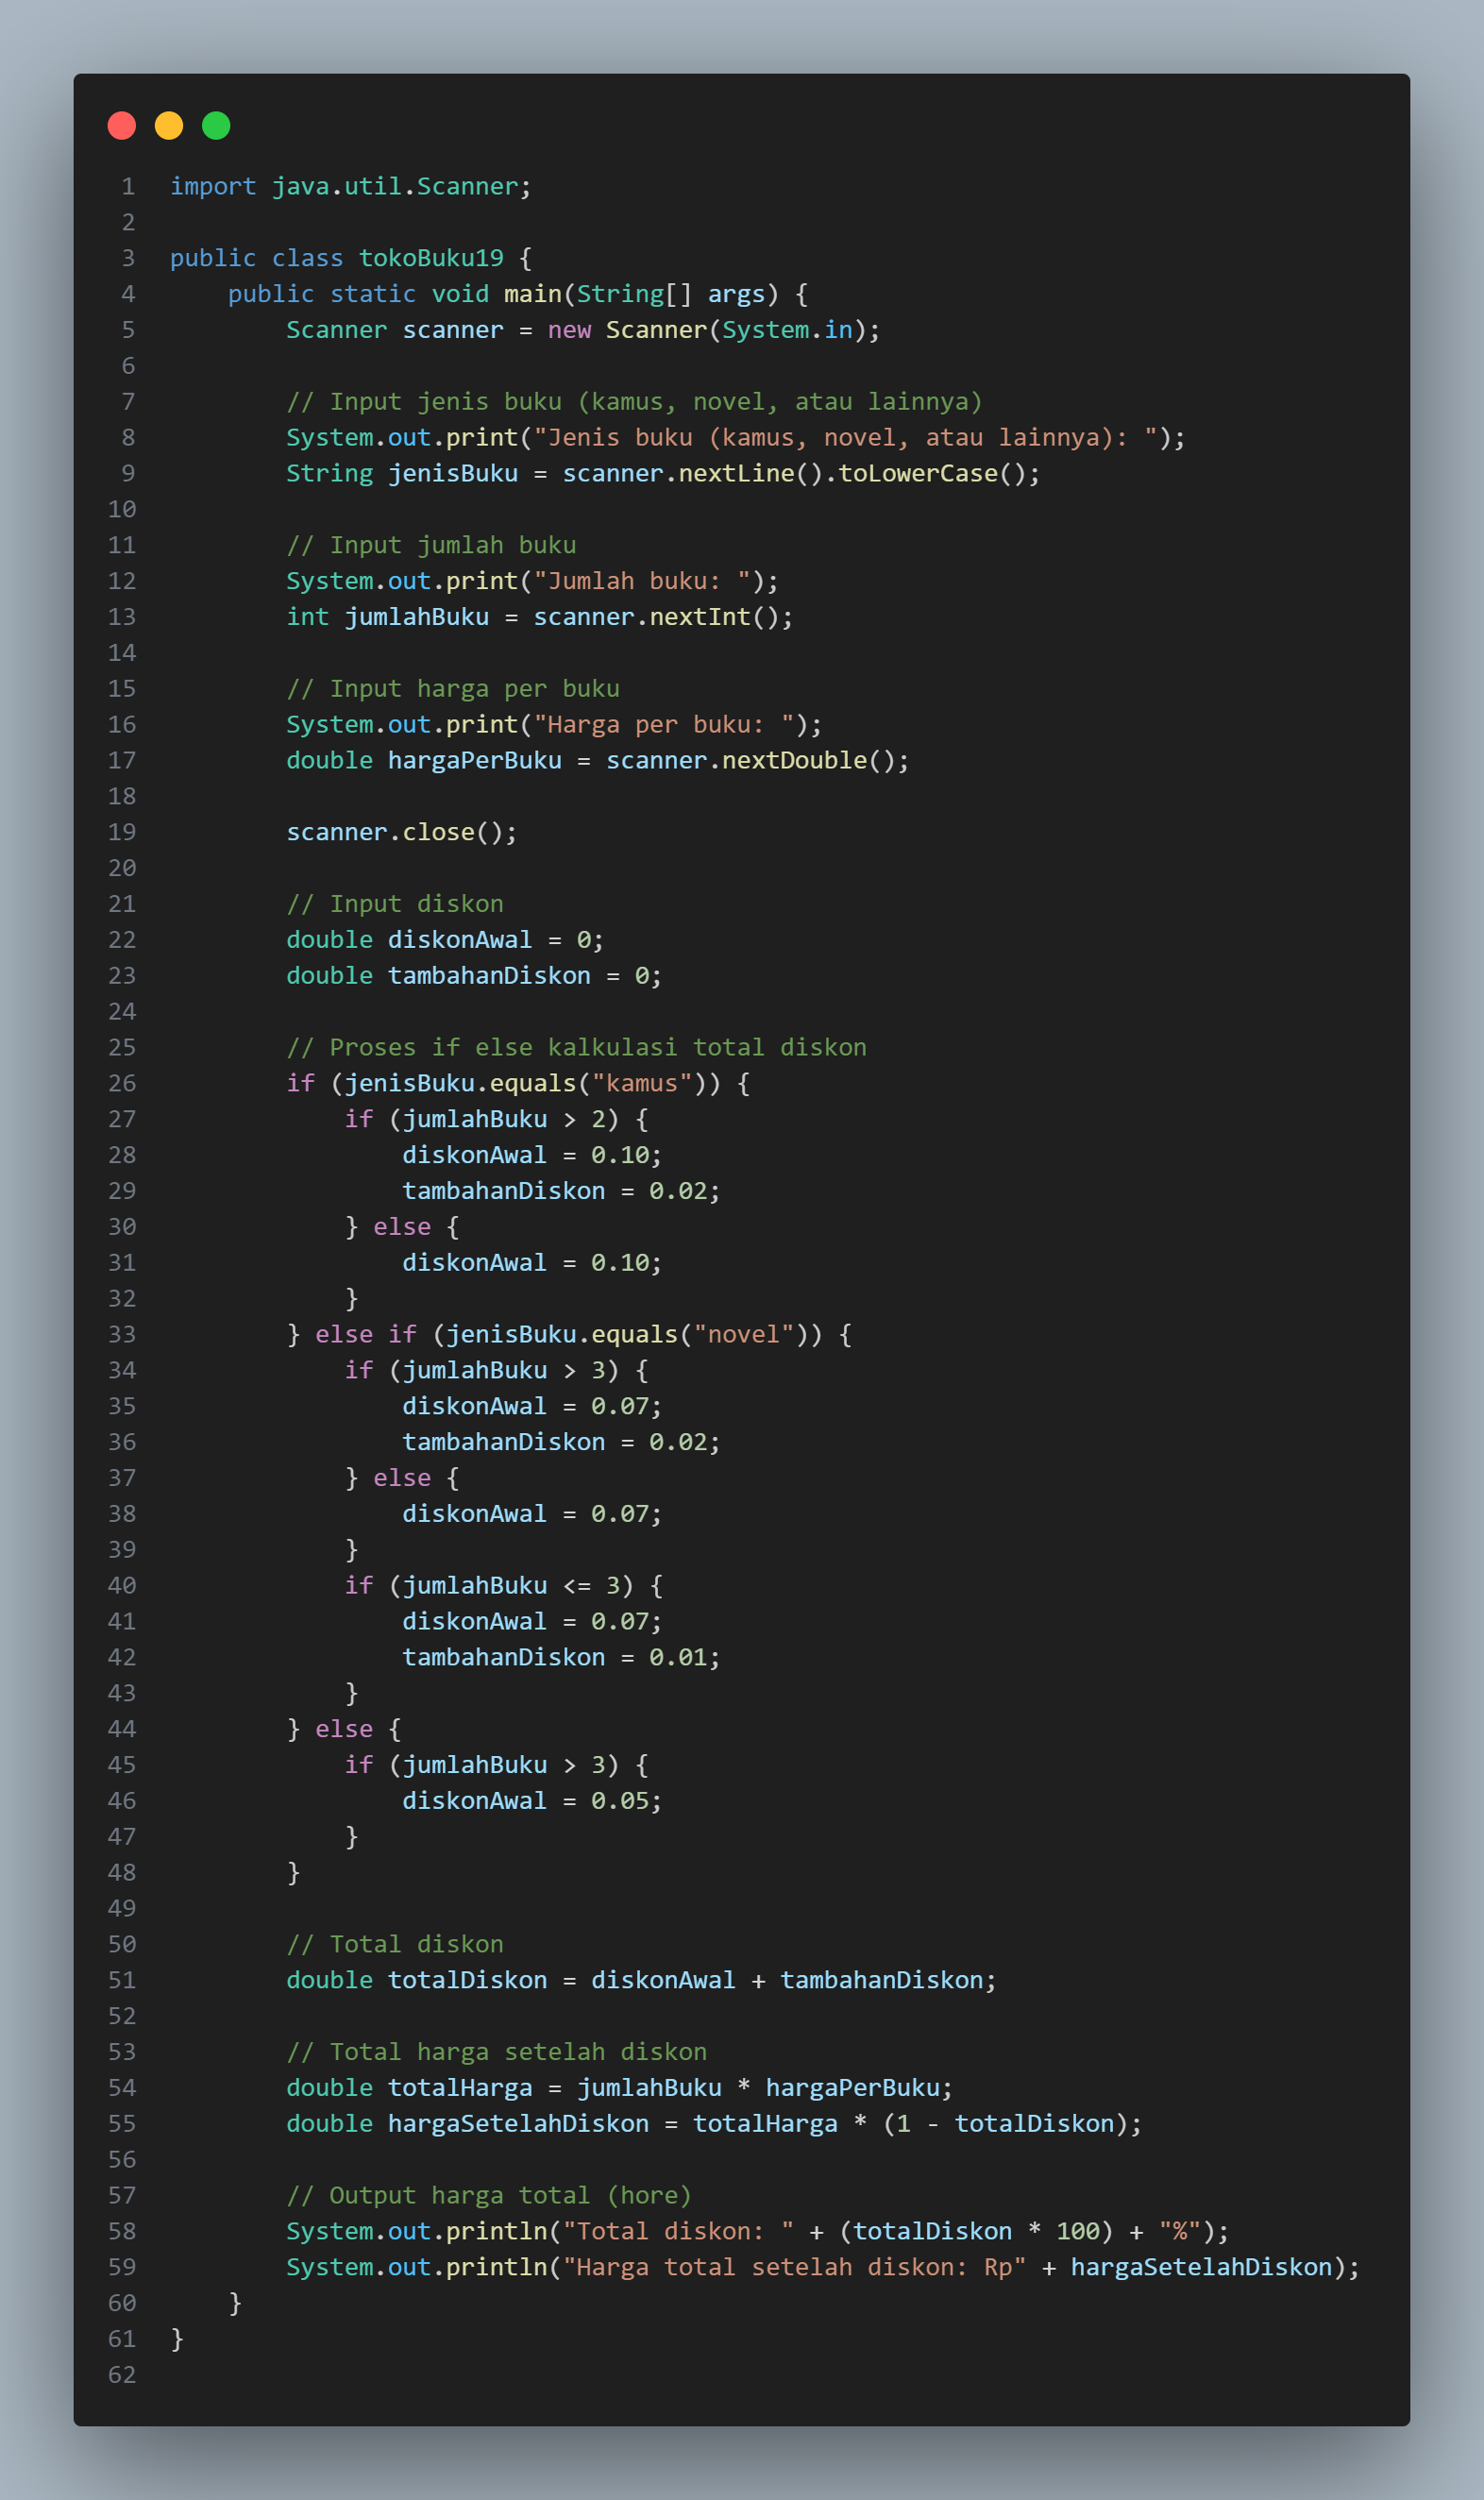 1 import java.util.Scanner;
2
3 public class tokoBuku19 {
4     public static void main(String[] args) {
5         Scanner scanner = new Scanner(System.in);
6
7         // Input jenis buku (kamus, novel, atau lainnya)
8         System.out.print("Jenis buku (kamus, novel, atau lainnya): ");
9         String jenisBuku = scanner.nextLine().toLowerCase();
10
11         // Input jumlah buku
12         System.out.print("Jumlah buku: ");
13         int jumlahBuku = scanner.nextInt();
14
15         // Input harga per buku
16         System.out.print("Harga per buku: ");
17         double hargaPerBuku = scanner.nextDouble();
18
19         scanner.close();
20
21         // Input diskon
22         double diskonAwal = 0;
23         double tambahanDiskon = 0;
24
25         // Proses if else kalkulasi total diskon
26         if (jenisBuku.equals("kamus")) {
27             if (jumlahBuku > 2) {
28                 diskonAwal = 0.10;
29                 tambahanDiskon = 0.02;
30             } else {
31                 diskonAwal = 0.10;
32             }
33         } else if (jenisBuku.equals("novel")) {
34             if (jumlahBuku > 3) {
35                 diskonAwal = 0.07;
36                 tambahanDiskon = 0.02;
37             } else {
38                 diskonAwal = 0.07;
39             }
40             if (jumlahBuku <= 3) {
41                 diskonAwal = 0.07;
42                 tambahanDiskon = 0.01;
43             }
44         } else {
45             if (jumlahBuku > 3) {
46                 diskonAwal = 0.05;
47             }
48         }
49
50         // Total diskon
51         double totalDiskon = diskonAwal + tambahanDiskon;
52
53         // Total harga setelah diskon
54         double totalHarga = jumlahBuku * hargaPerBuku;
55         double hargaSetelahDiskon = totalHarga * (1 - totalDiskon);
56
57         // Output harga total (hore)
58         System.out.println("Total diskon: " + (totalDiskon * 100) + "%");
59         System.out.println("Harga total setelah diskon: Rp" + hargaSetelahDiskon);
60     }
61 }
62